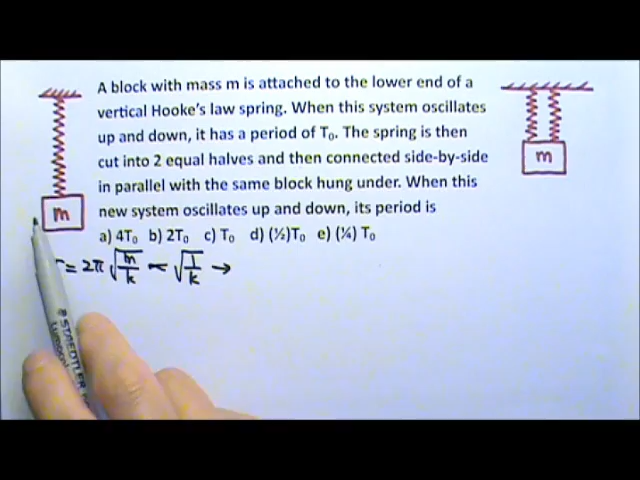 A block with mass m is attached to the lower end of a
vertical Hooke's law spring. When this system oscillates
up and down, it has a period of T₀. The spring is then
cut into 2 equal halves and then connected side-by-side
in parallel with the same block hung under. When this
new system oscillates up and down, its period is
a) 4T₀ b) 2T₀ c) T₀ d) (½)T₀ e) (¼) T₀
m
m
= 2π √(m/k) ~ √(1/k) →
STAEDTLER